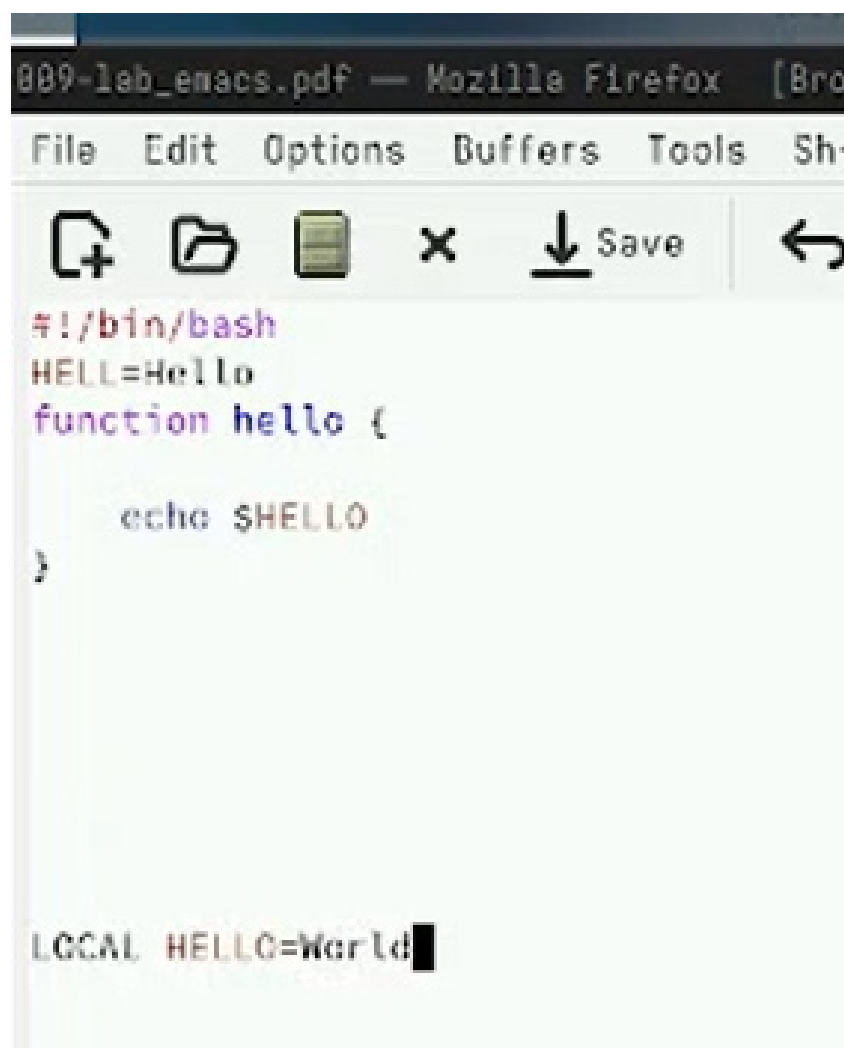 009-lab_emacs.pdf — Mozilla Firefox [Bro
File Edit Options Buffers Tools Sh-
Save
#!/bin/bash
HELL=Hello
function hello {
echo $HELLO
}
LOCAL HELLO=World